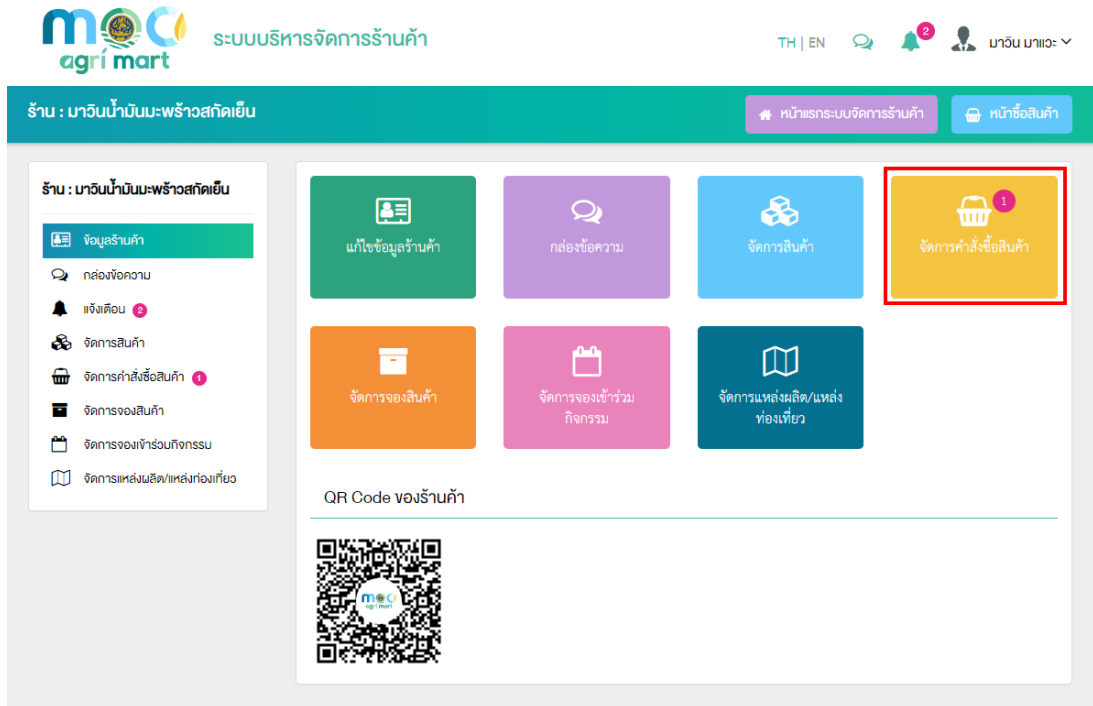 moc
agri mart
ระบบบริหารจัดการร้านค้า
TH | EN
2
มาวิน มาแวะ
ร้าน : มาวินน้ำมันมะพร้าวสกัดเย็น
หน้าแรกระบบจัดการร้านค้า
หน้าซื้อสินค้า
ร้าน : มาวินน้ำมันมะพร้าวสกัดเย็น
ข้อมูลร้านค้า
กล่องข้อความ
แจ้งเตือน 2
จัดการสินค้า
จัดการคำสั่งซื้อสินค้า 1
จัดการจองสินค้า
จัดการจองเข้าร่วมกิจกรรม
จัดการแหล่งผลิต/แหล่งท่องเที่ยว
แก้ไขข้อมูลร้านค้า
กล่องข้อความ
จัดการสินค้า
1
จัดการคำสั่งซื้อสินค้า
จัดการจองสินค้า
จัดการจองเข้าร่วม
กิจกรรม
จัดการแหล่งผลิต/แหล่ง
ท่องเที่ยว
QR Code ของร้านค้า
moc
agri mart